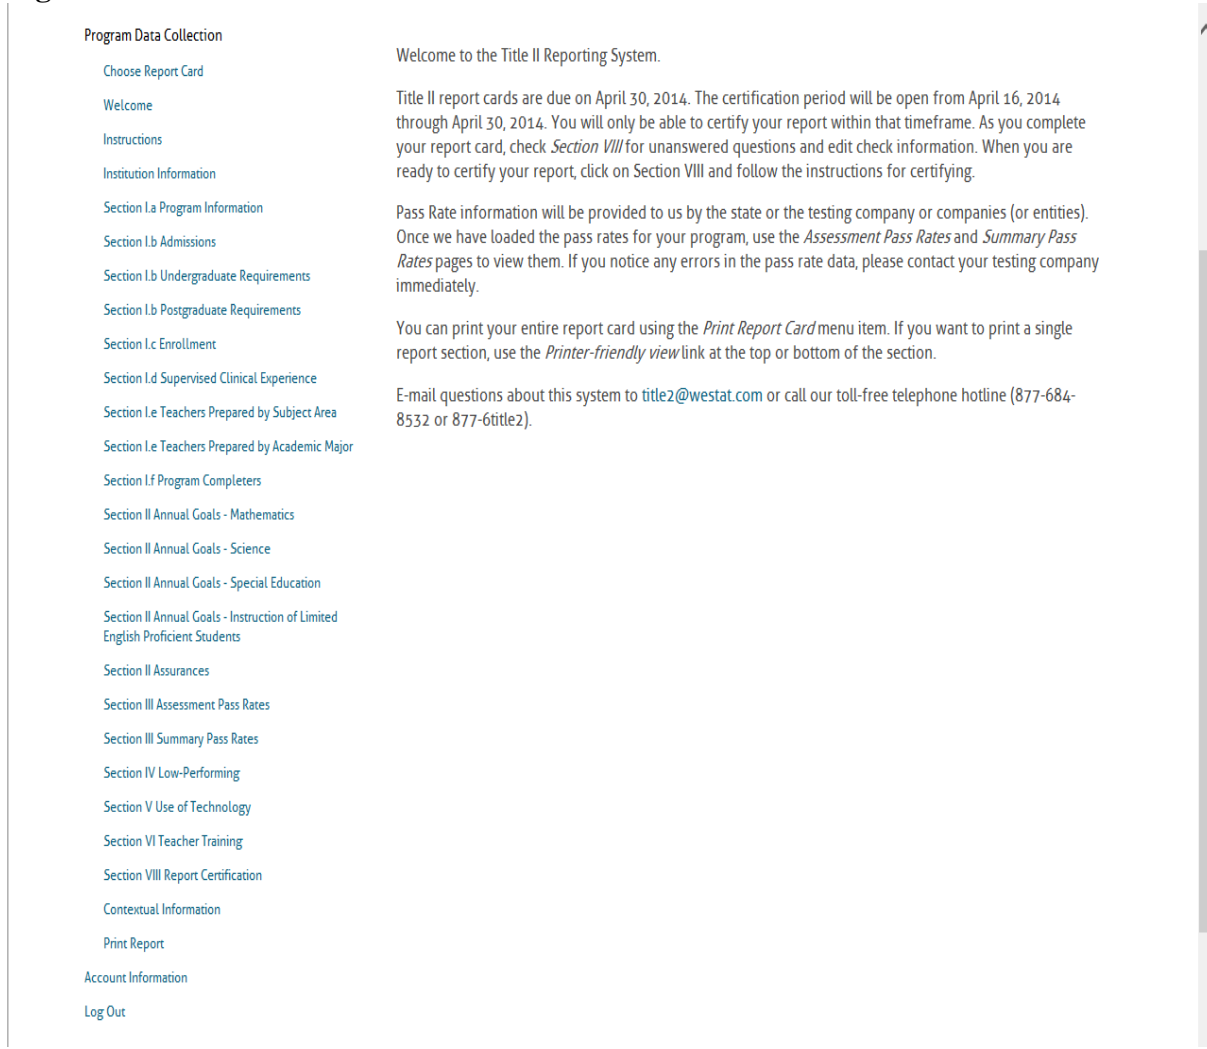 Program Data Collection
Choose Report Card
Welcome
Instructions
Institution Information
Section I.a Program Information
Section I.b Admissions
Section I.b Undergraduate Requirements
Section I.b Postgraduate Requirements
Section I.c Enrollment
Section I.d Supervised Clinical Experience
Section I.e Teachers Prepared by Subject Area
Section I.e Teachers Prepared by Academic Major
Section I.f Program Completers
Section II Annual Goals - Mathematics
Section II Annual Goals - Science
Section II Annual Goals - Special Education
Section II Annual Goals - Instruction of Limited
English Proficient Students
Section II Assurances
Section III Assessment Pass Rates
Section III Summary Pass Rates
Section IV Low-Performing
Section V Use of Technology
Section VI Teacher Training
Section VIII Report Certification
Contextual Information
Print Report
Account Information
Log Out
Welcome to the Title II Reporting System.
Title II report cards are due on April 30, 2014. The certification period will be open from April 16, 2014
through April 30, 2014. You will only be able to certify your report within that timeframe. As you complete
your report card, check Section VIII for unanswered questions and edit check information. When you are
ready to certify your report, click on Section VIII and follow the instructions for certifying.
Pass Rate information will be provided to us by the state or the testing company or companies (or entities).
Once we have loaded the pass rates for your program, use the Assessment Pass Rates and Summary Pass
Rates pages to view them. If you notice any errors in the pass rate data, please contact your testing company
immediately.
You can print your entire report card using the Print Report Card menu item. If you want to print a single
report section, use the Printer-friendly view link at the top or bottom of the section.
E-mail questions about this system to title2@westat.com or call our toll-free telephone hotline (877-684-
8532 or 877-6title2).